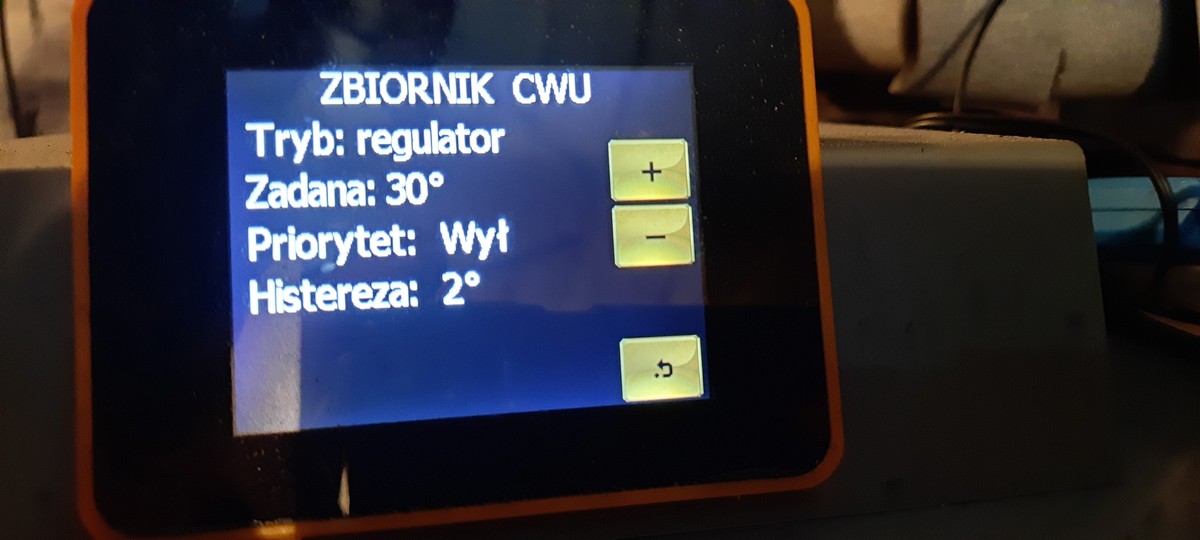 ZBIORNIK CWU
Tryb: regulator
Zadana: 30°
Priorytet: Wył
Histereza: 2°
+
-